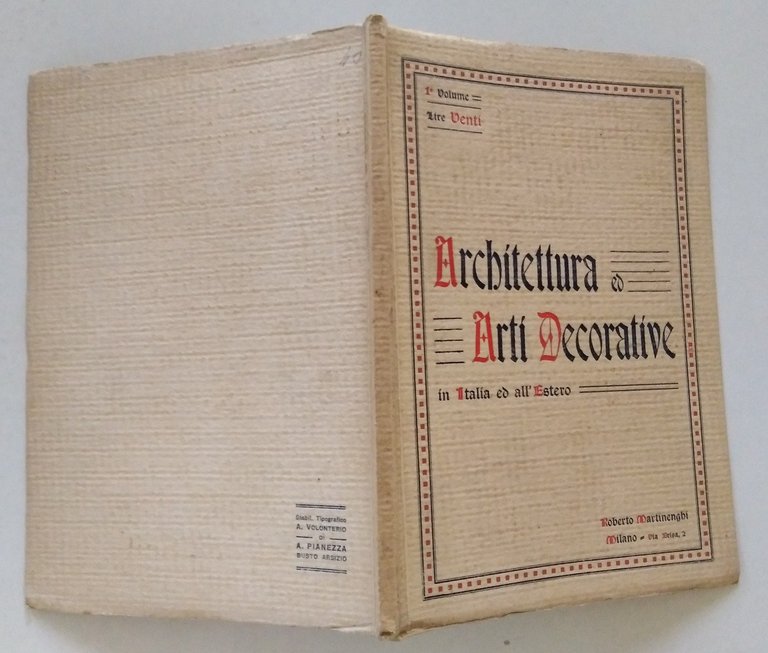 1º Volume
Lire Venti
Architettura ed
Arti Decorative
in Italia ed all'Estero
Roberto Martinenghi
Milano - Via Brisa, 2
Stabil. Tipografico
A. VOLONTERIO
DI
A. PIANEZZA
BUSTO ARSIZIO